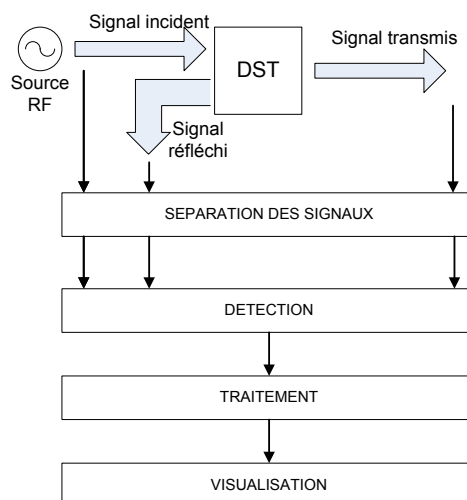 Signal incident
Source
RF
DST
Signal transmis
Signal
réfléchi
SEPARATION DES SIGNAUX
DETECTION
TRAITEMENT
VISUALISATION